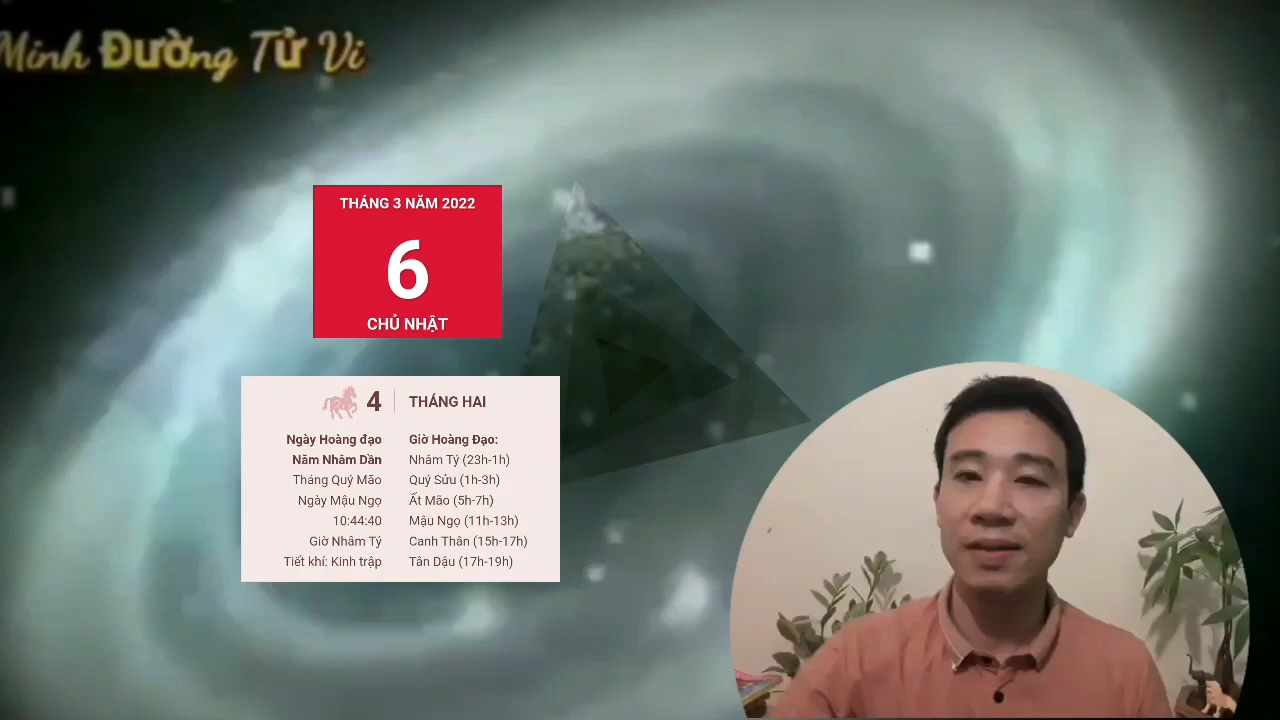 Minh Đường Tử Vi
THÁNG 3 NĂM 2022
6
CHỦ NHẬT
4 THÁNG HAI
Ngày Hoàng đạo
Năm Nhâm Dần
Tháng Quý Mão
Ngày Mậu Ngọ
10:44:40
Giờ Nhâm Tý
Tiết khí: Kinh trập
Giờ Hoàng Đạo:
Nhâm Tý (23h-1h)
Quý Sửu (1h-3h)
Ất Mão (5h-7h)
Mậu Ngọ (11h-13h)
Canh Thân (15h-17h)
Tân Dậu (17h-19h)